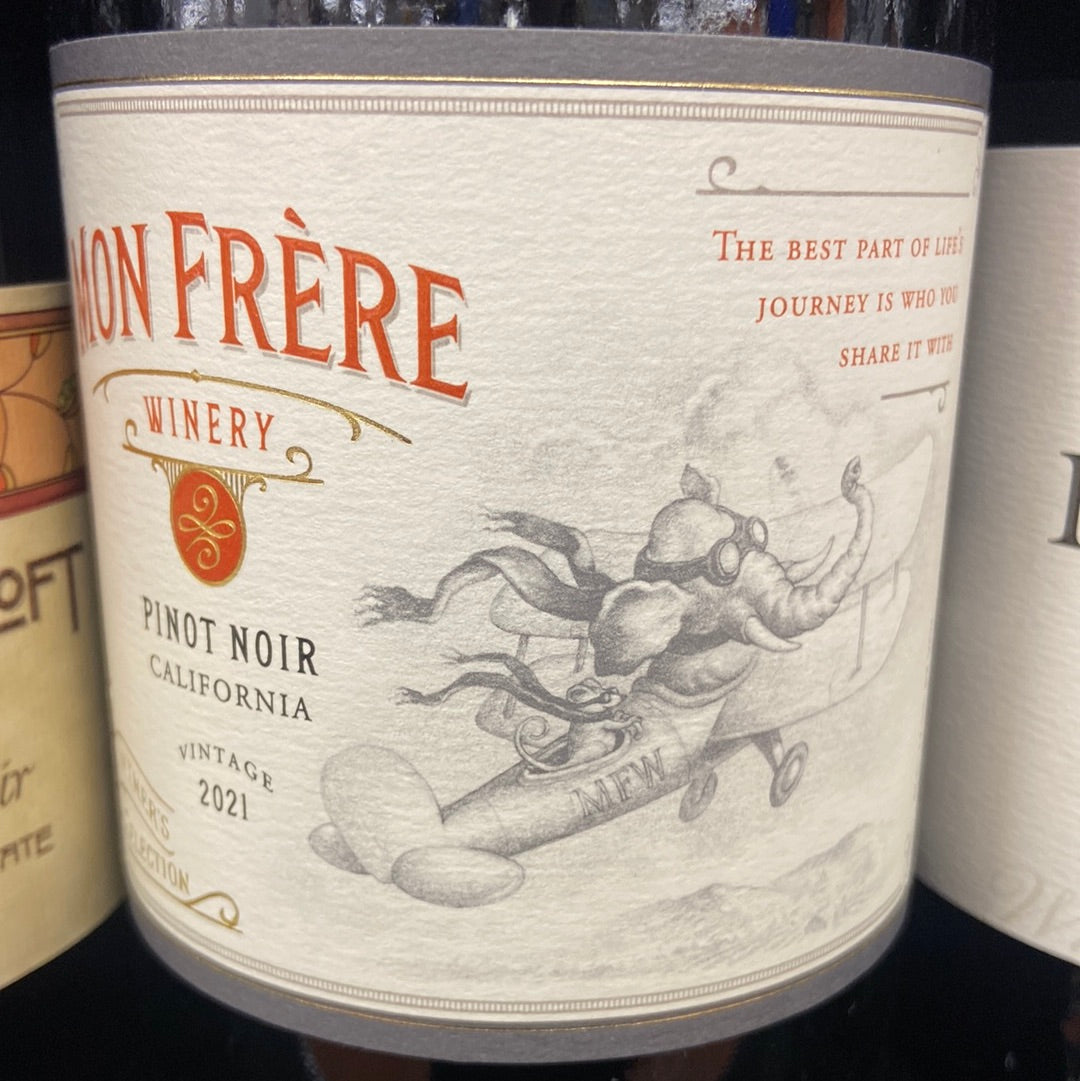 MON FRÈRE
WINERY
PINOT NOIR
CALIFORNIA
VINTAGE
2021
THE BEST PART OF LIFE'S
JOURNEY IS WHO YOU
SHARE IT WITH
MFW